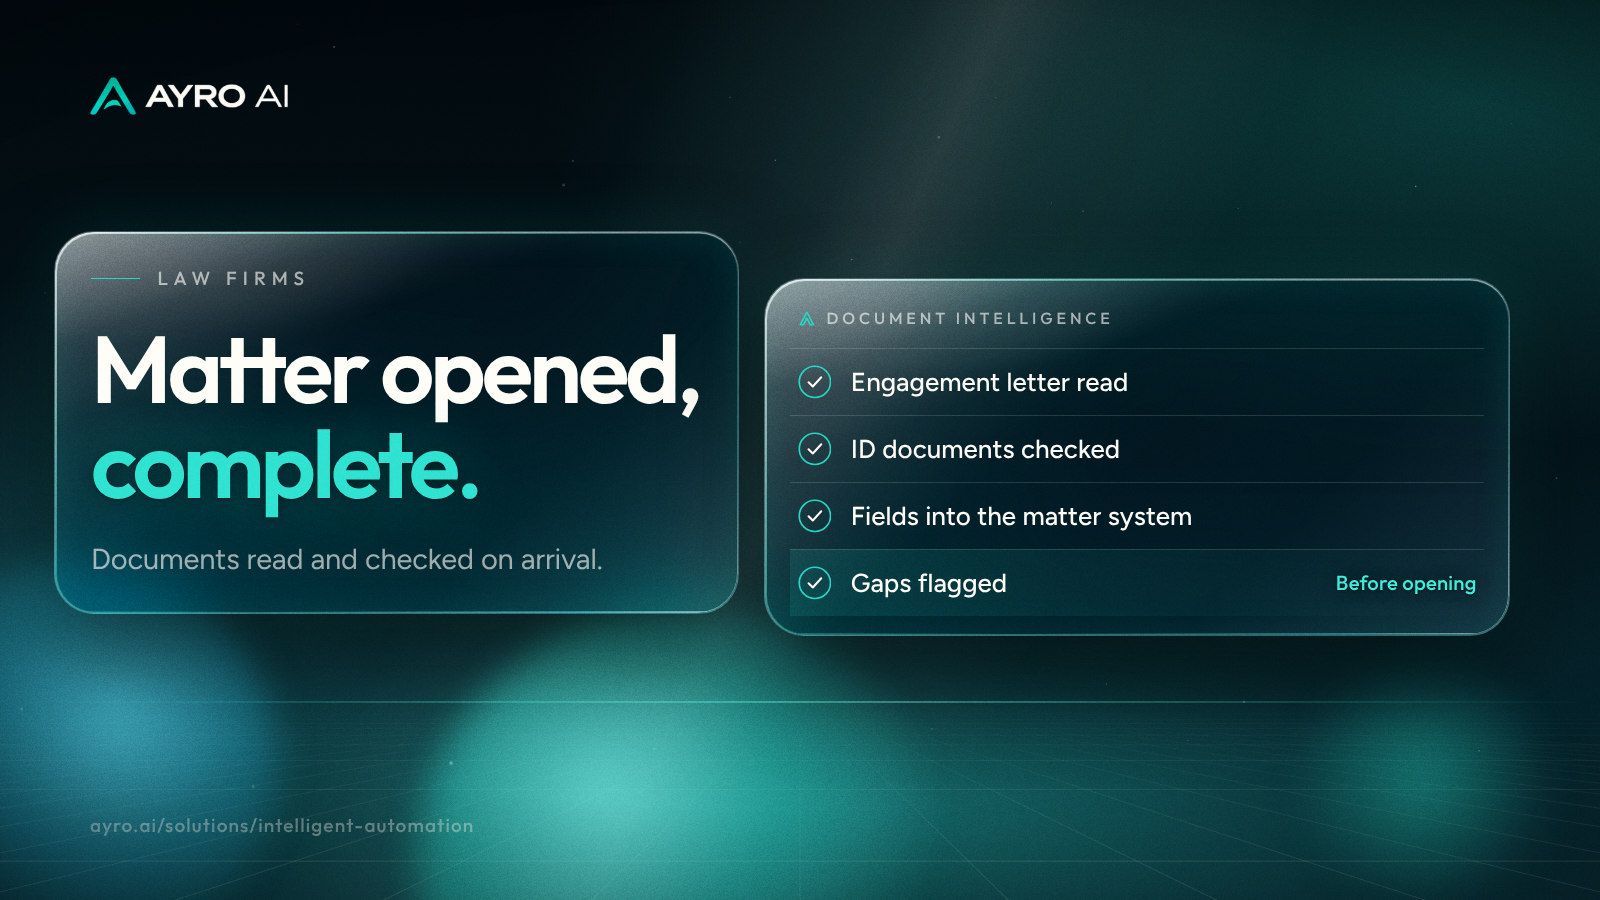 AYRO AI
LAW FIRMS
Matter opened,
complete.
Documents read and checked on arrival.
DOCUMENT INTELLIGENCE
Engagement letter read
ID documents checked
Fields into the matter system
Gaps flagged
Before opening
ayro.ai/solutions/intelligent-automation